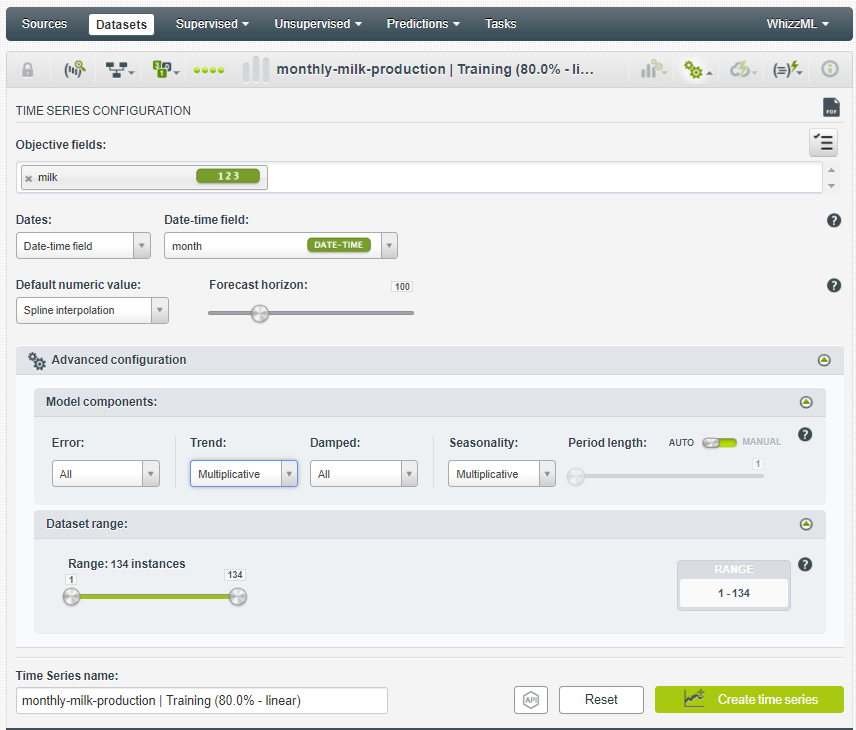 Sources Datasets Supervised Unsupervised Predictions Tasks WhizzML
monthly-milk-production | Training (80.0% - li...
TIME SERIES CONFIGURATION
PDF
Objective fields:
× milk 123
Dates: Date-time field:
Date-time field month DATE-TIME
Default numeric value: Forecast horizon: 100
Spline interpolation
Advanced configuration
Model components:
Error: Trend: Damped: Seasonality: Period length: AUTO MANUAL
All Multiplicative All Multiplicative 1
Dataset range:
Range: 134 instances
1 134
RANGE
1 - 134
Time Series name:
monthly-milk-production | Training (80.0% - linear) API Reset Create time series